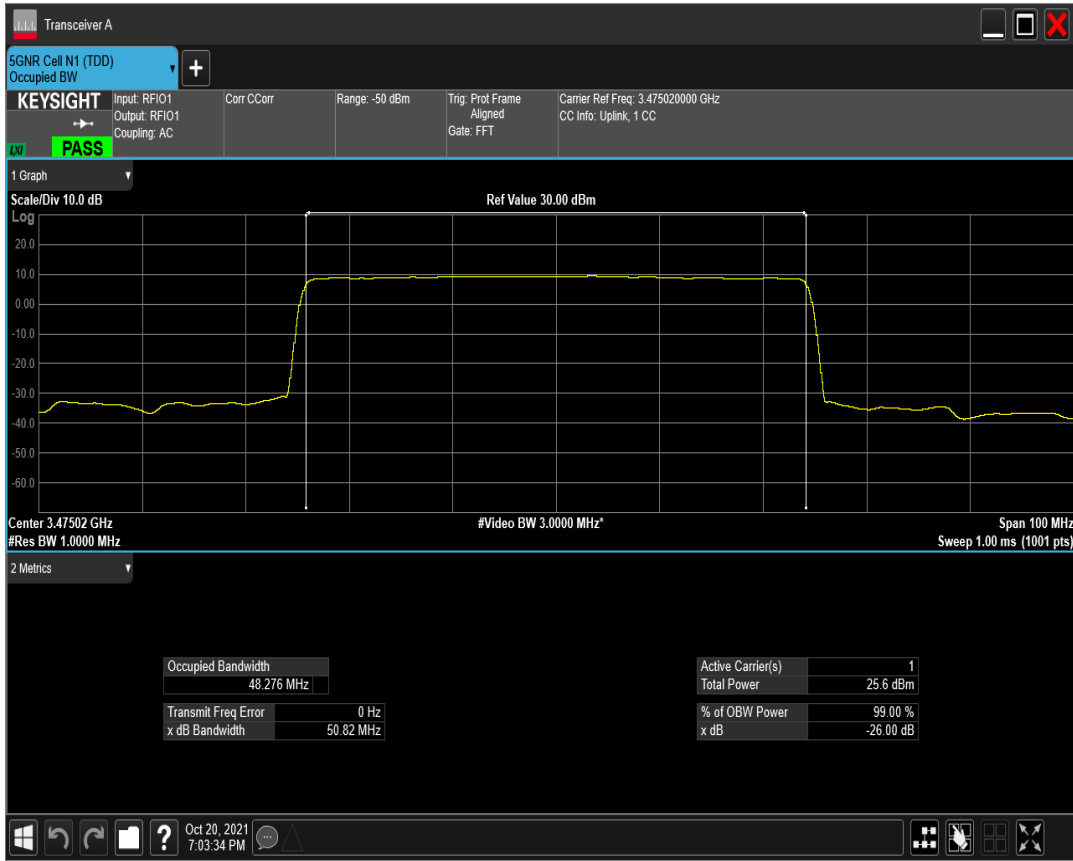 Transceiver A
5GNR Cell N1 (TDD)
Occupied BW
+
KEYSIGHT
Input: RFIO1
Output: RFIO1
Coupling: AC
Corr CCorr
Range: -50 dBm
Trig: Prot Frame
Aligned
Gate: FFT
Carrier Ref Freq: 3.475020000 GHz
CC Info: Uplink, 1 CC
LXI
PASS
1 Graph
Scale/Div 10.0 dB
Ref Value 30.00 dBm
Log
20.0
10.0
0.00
-10.0
-20.0
-30.0
-40.0
-50.0
-60.0
Center 3.47502 GHz
#Video BW 3.0000 MHz*
Span 100 MHz
#Res BW 1.0000 MHz
Sweep 1.00 ms (1001 pts)
2 Metrics
Occupied Bandwidth
48.276 MHz
Transmit Freq Error 0 Hz
x dB Bandwidth 50.82 MHz
Active Carrier(s) 1
Total Power 25.6 dBm
% of OBW Power 99.00 %
x dB -26.00 dB
?
Oct 20, 2021
7:03:34 PM